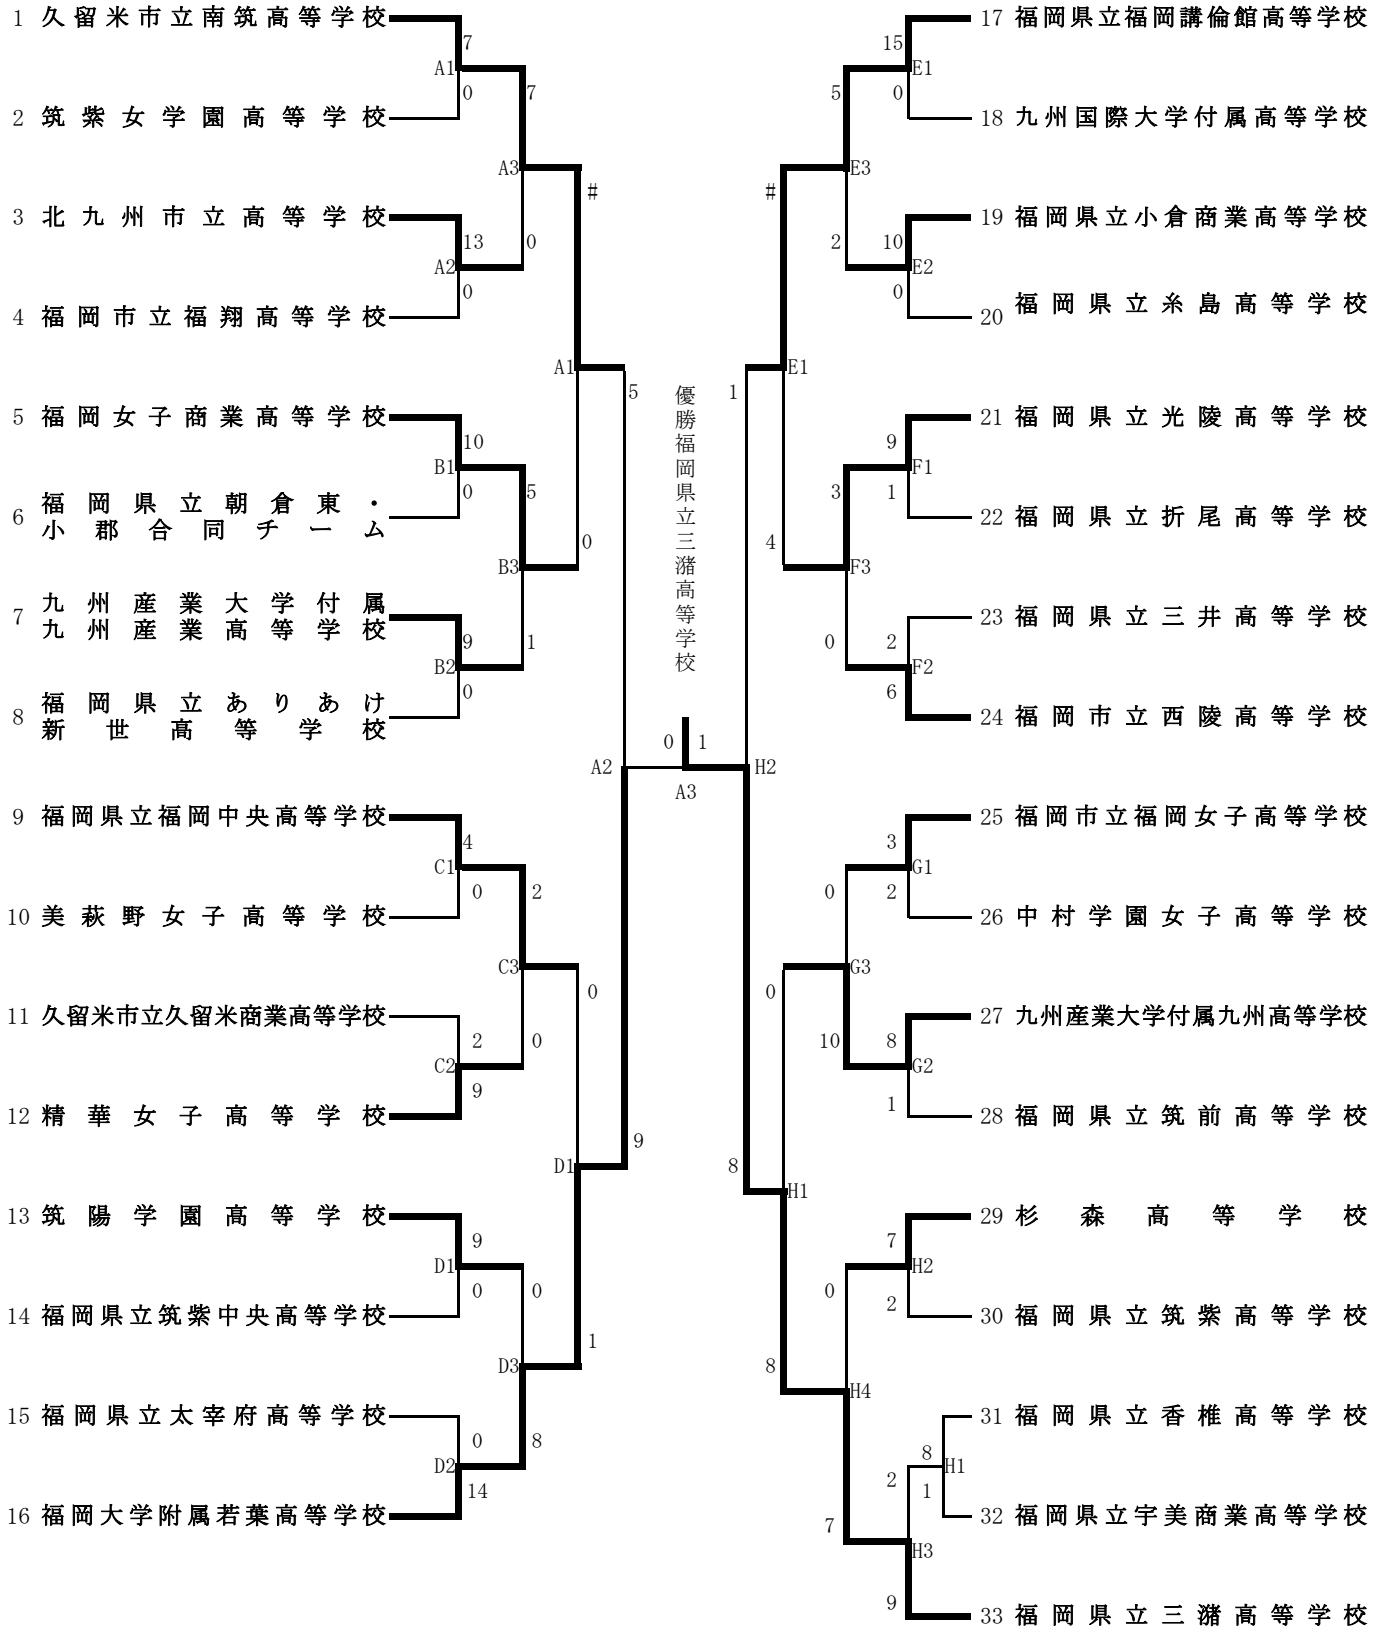 1 久留米市立南筑高等学校
7
A1
0
7
2 筑紫女学園高等学校
A3
#
3 北九州市立高等学校
13
0
A2
0
4 福岡市立福翔高等学校
A1
5
5 福岡女子商業高等学校
10
B1
0
5
6 福岡県立朝倉東・
小郡合同チーム
0
B3
7 九州産業大学付属
九州産業高等学校
9
1
B2
0
8 福岡県立ありあけ
新世高等学校
A2
9 福岡県立福岡中央高等学校
4
C1
0
2
10 美萩野女子高等学校
C3
0
11 久留米市立久留米商業高等学校
2
0
C2
9
12 精華女子高等学校
9
D1
13 筑陽学園高等学校
9
D1
0
0
14 福岡県立筑紫中央高等学校
1
D3
15 福岡県立太宰府高等学校
0
8
D2
14
16 福岡大学附属若葉高等学校
優勝福岡県立三潴高等学校
0
1
A3
17 福岡県立福岡講倫館高等学校
15
E1
5
0
18 九州国際大学付属高等学校
E3
#
19 福岡県立小倉商業高等学校
2
10
E2
0
20 福岡県立糸島高等学校
E1
1
21 福岡県立光陵高等学校
9
F1
3
1
22 福岡県立折尾高等学校
4
F3
23 福岡県立三井高等学校
0
2
F2
6
24 福岡市立西陵高等学校
H2
25 福岡市立福岡女子高等学校
3
G1
0
2
26 中村学園女子高等学校
G3
0
27 九州産業大学付属九州高等学校
10
8
G2
1
28 福岡県立筑前高等学校
8
H1
29 杉森高等学校
7
H2
0
2
30 福岡県立筑紫高等学校
8
H4
31 福岡県立香椎高等学校
8
H1
2
1
32 福岡県立宇美商業高等学校
7
H3
9
33 福岡県立三潴高等学校